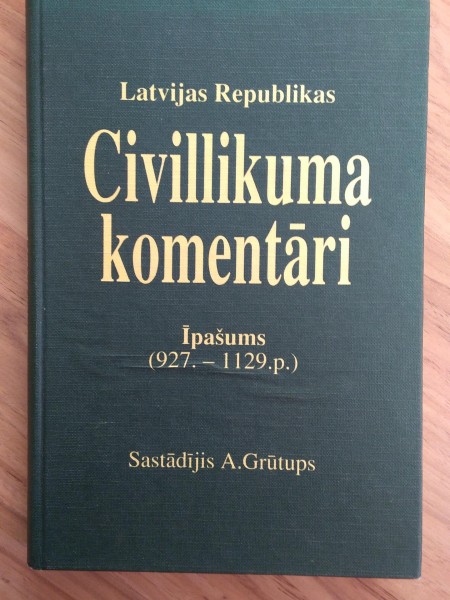 Latvijas Republikas
Civillikuma
komentāri
Īpašums
(927. – 1129.p.)
Sastādījis A.Grūtups